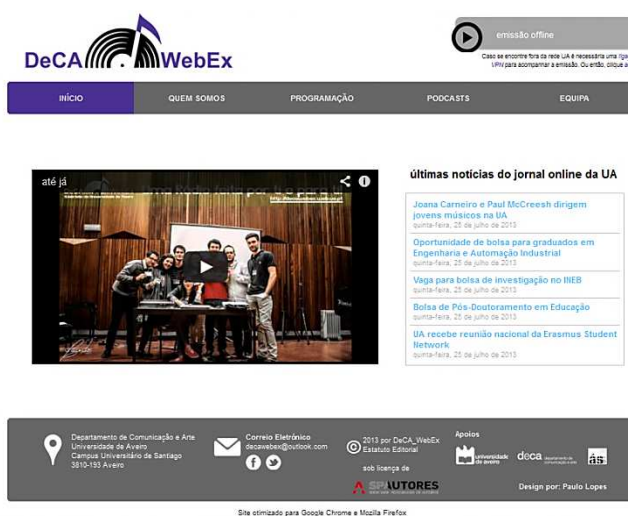 DeCA WebEx
emissão offline
Caso se encontre fora da rede UA é necessária uma
VPN para acompanhar a emissão. Ou então, clique
INÍCIO
QUEM SOMOS
PROGRAMAÇÃO
PODCASTS
EQUIPA
até já
últimas notícias do jornal online da UA
Joana Carneiro e Paul McCreesh dirigem
jovens músicos na UA
quinta-feira, 25 de julho de 2013
Oportunidade de bolsa para graduados em
Engenharia e Automação Industrial
quinta-feira, 25 de julho de 2013
Vaga para bolsa de investigação no INEB
quinta-feira, 25 de julho de 2013
Bolsa de Pós-Doutoramento em Educação
quinta-feira, 25 de julho de 2013
UA recebe reunião nacional da Erasmus Student
Network
quinta-feira, 25 de julho de 2013
Departamento de Comunicação e Arte
Universidade de Aveiro
Campus Universitário de Santiago
3810-193 Aveiro
Correio Eletrónico
decawebex@outlook.com
2013 por DeCA_WebEx
Estatuto Editorial
sob licença de
SPAUTORES
Apoios
universidade
de aveiro
deca
ás
Design por: Paulo Lopes
Site otimizado para Google Chrome e Mozilla Firefox